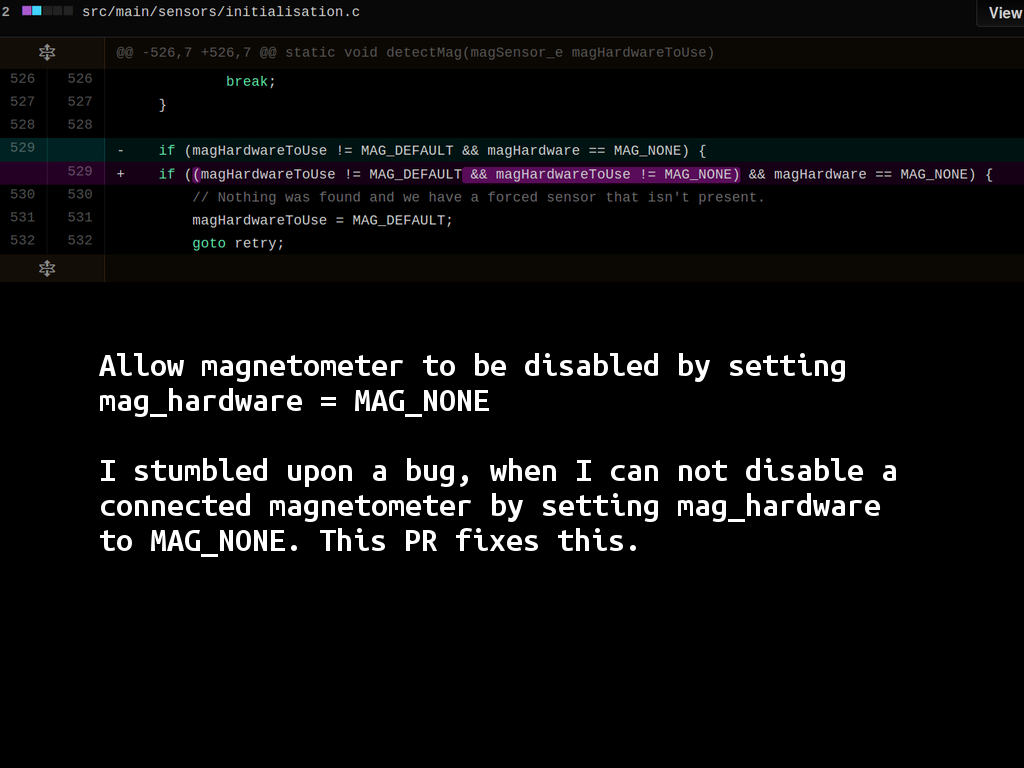 2 src/main/sensors/initialisation.c View
@@ -526,7 +526,7 @@ static void detectMag(magSensor_e magHardwareToUse)
526 526 break;
527 527 }
528 528
529 - if (magHardwareToUse != MAG_DEFAULT && magHardware == MAG_NONE) {
529 + if ((magHardwareToUse != MAG_DEFAULT && magHardwareToUse != MAG_NONE) && magHardware == MAG_NONE) {
530 530 // Nothing was found and we have a forced sensor that isn't present.
531 531 magHardwareToUse = MAG_DEFAULT;
532 532 goto retry;
Allow magnetometer to be disabled by setting
mag_hardware = MAG_NONE
I stumbled upon a bug, when I can not disable a
connected magnetometer by setting mag_hardware
to MAG_NONE. This PR fixes this.